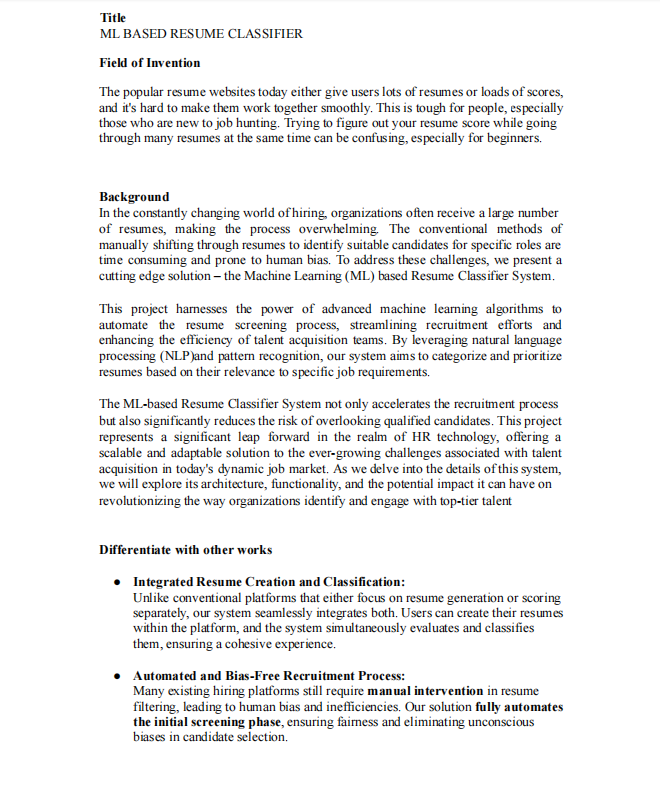 Title
ML BASED RESUME CLASSIFIER
Field of Invention
The popular resume websites today either give users lots of resumes or loads of scores,
and it's hard to make them work together smoothly. This is tough for people, especially
those who are new to job hunting. Trying to figure out your resume score while going
through many resumes at the same time can be confusing, especially for beginners.
Background
In the constantly changing world of hiring, organizations often receive a large number
of resumes, making the process overwhelming. The conventional methods of
manually shifting through resumes to identify suitable candidates for specific roles are
time consuming and prone to human bias. To address these challenges, we present a
cutting edge solution – the Machine Learning (ML) based Resume Classifier System.
This project harnesses the power of advanced machine learning algorithms to
automate the resume screening process, streamlining recruitment efforts and
enhancing the efficiency of talent acquisition teams. By leveraging natural language
processing (NLP)and pattern recognition, our system aims to categorize and prioritize
resumes based on their relevance to specific job requirements.
The ML-based Resume Classifier System not only accelerates the recruitment process
but also significantly reduces the risk of overlooking qualified candidates. This project
represents a significant leap forward in the realm of HR technology, offering a
scalable and adaptable solution to the ever-growing challenges associated with talent
acquisition in today's dynamic job market. As we delve into the details of this system,
we will explore its architecture, functionality, and the potential impact it can have on
revolutionizing the way organizations identify and engage with top-tier talent
Differentiate with other works
● Integrated Resume Creation and Classification:
Unlike conventional platforms that either focus on resume generation or scoring
separately, our system seamlessly integrates both. Users can create their resumes
within the platform, and the system simultaneously evaluates and classifies
them, ensuring a cohesive experience.
● Automated and Bias-Free Recruitment Process:
Many existing hiring platforms still require manual intervention in resume
filtering, leading to human bias and inefficiencies. Our solution fully automates
the initial screening phase, ensuring fairness and eliminating unconscious
biases in candidate selection.